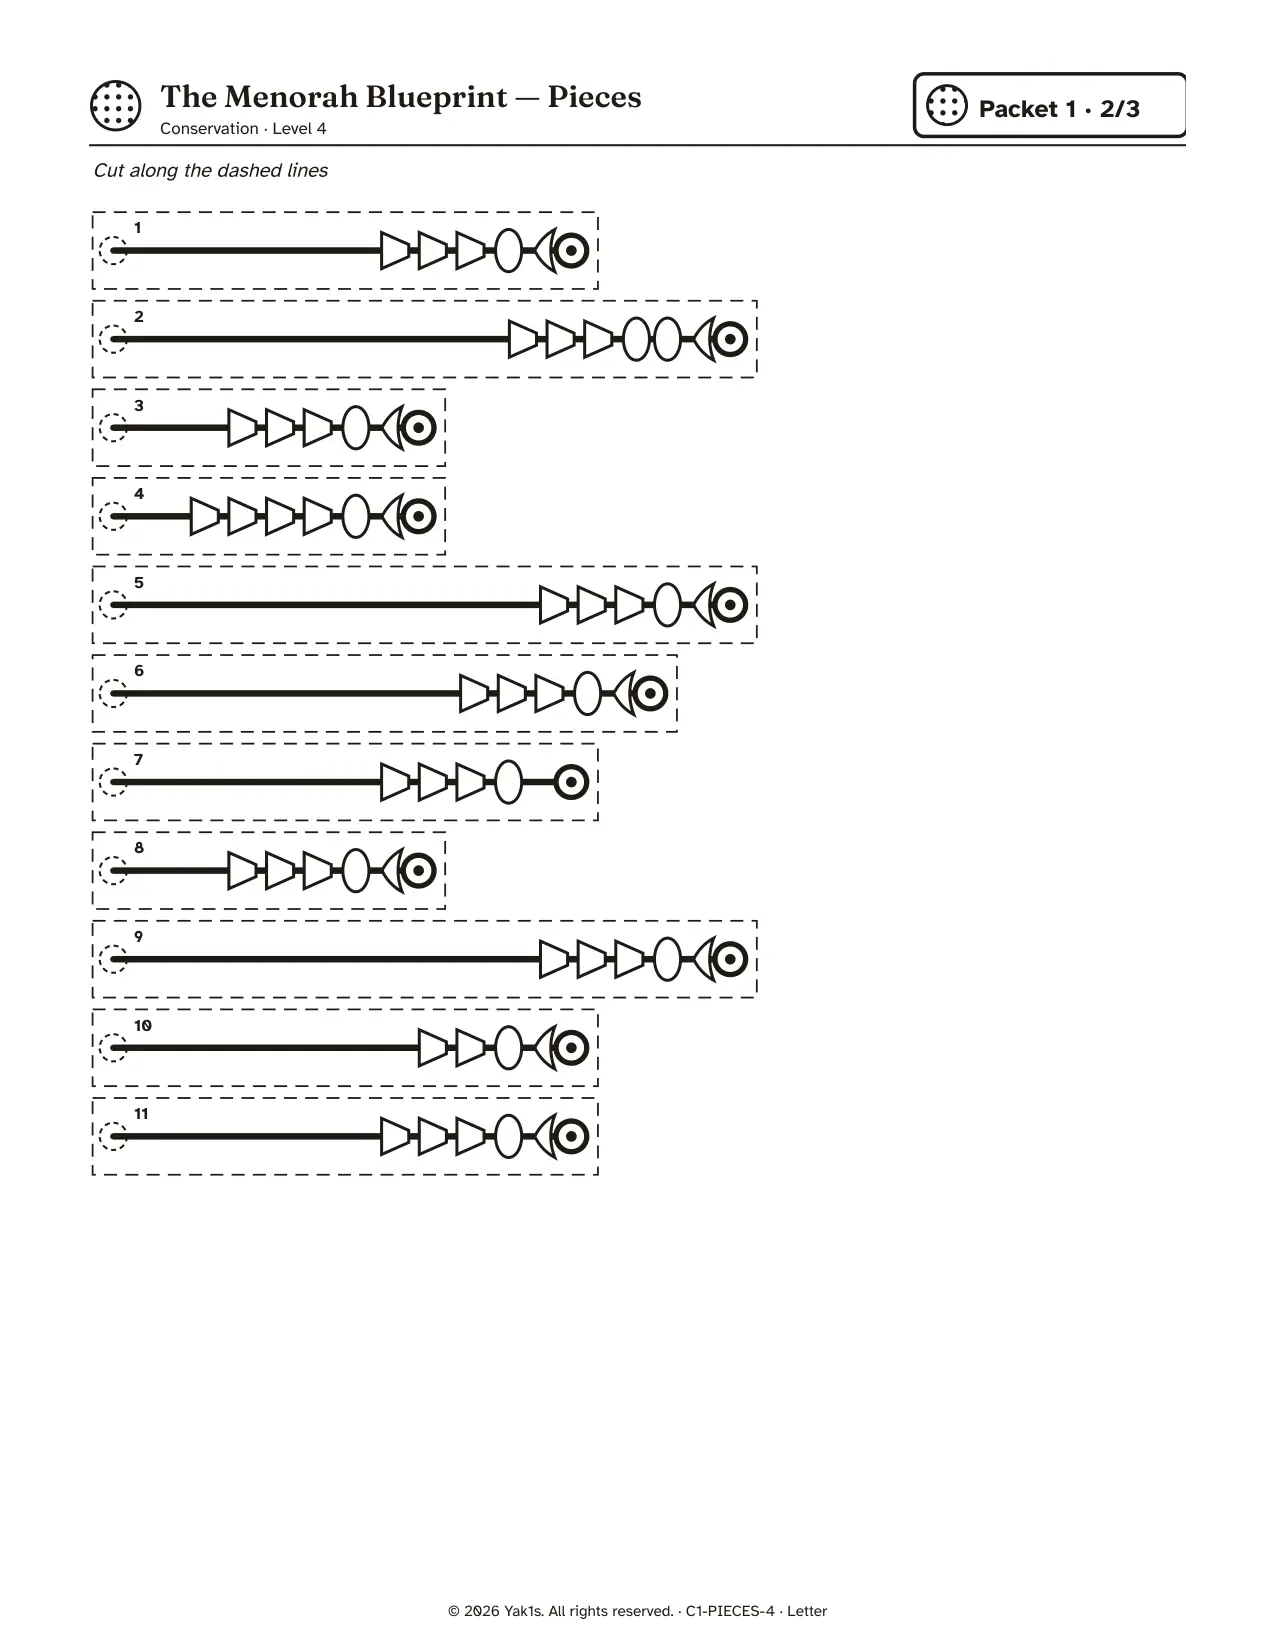 The Menorah Blueprint — Pieces
Conservation · Level 4
Packet 1 · 2/3
Cut along the dashed lines
1
2
3
4
5
6
7
8
9
10
11
© 2026 Yak1s. All rights reserved. · C1-PIECES-4 · Letter